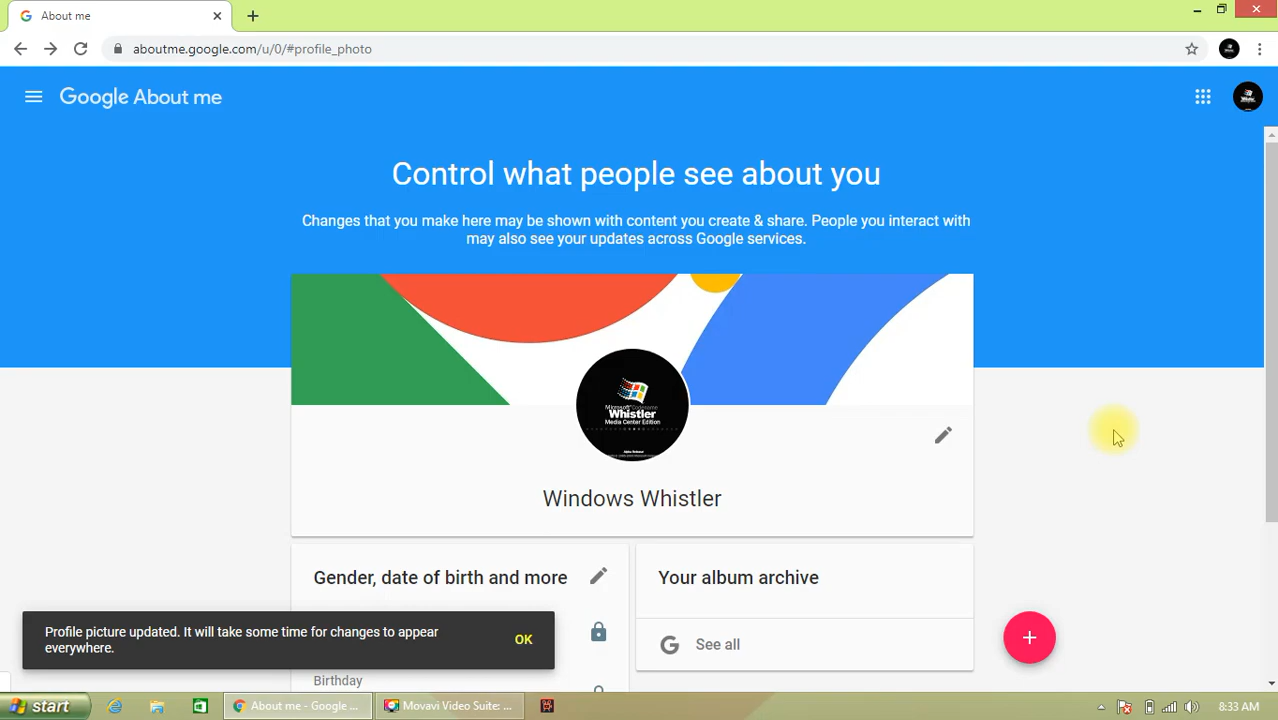 About me
aboutme.google.com/u/0/#profile_photo
Google About me
Control what people see about you
Changes that you make here may be shown with content you create & share. People you interact with
may also see your updates across Google services.
Microsoft Codename
Whistler
Media Center Edition
Windows Whistler
Gender, date of birth and more
Your album archive
See all
Birthday
Profile picture updated. It will take some time for changes to appear
everywhere.
OK
start
About me - Google ...
Movavi Video Suite: ...
8:33 AM